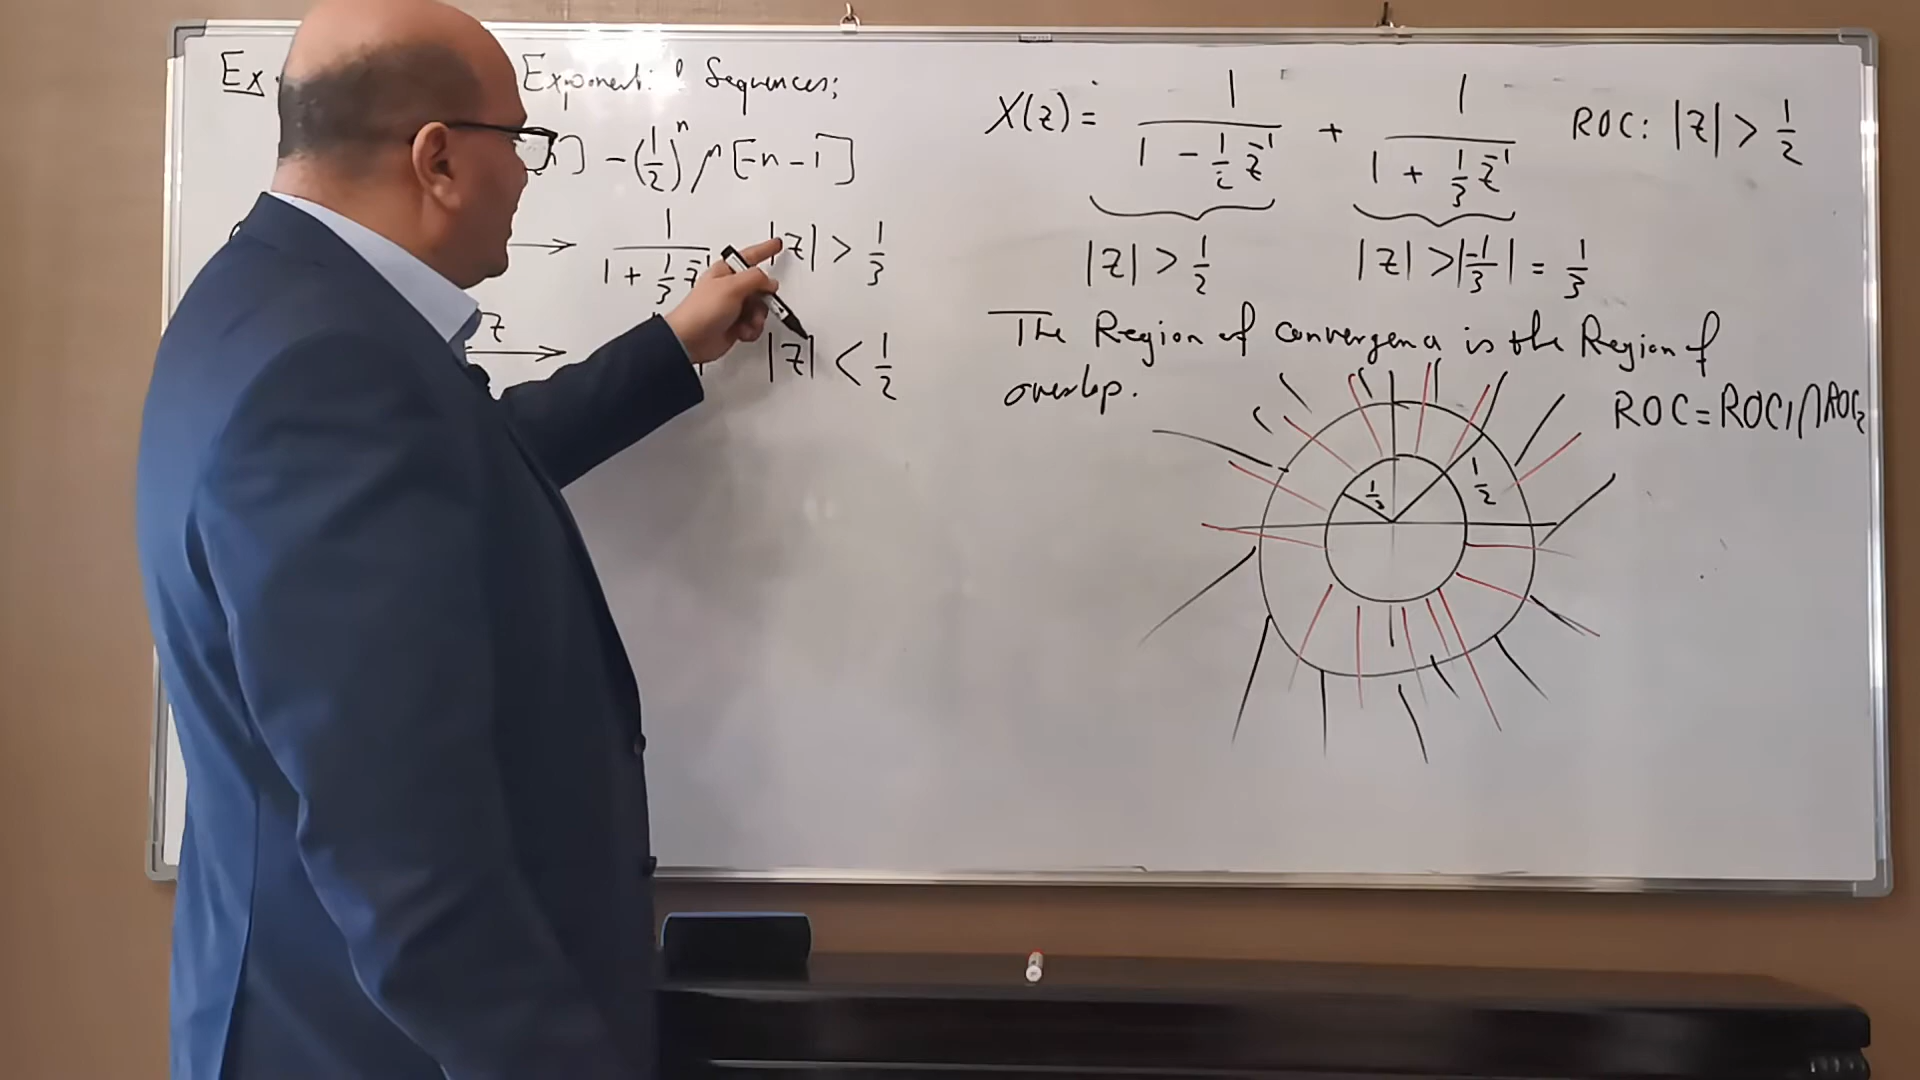 Ex Exponenti l Sequences;
] - (1/2)^n μ[-n-1]
→ 1/(1 + 1/3 z^-1) |z| > 1/3
z → |z| < 1/2
X(z) = 1/(1 - 1/2 z^-1) + 1/(1 + 1/3 z^-1) ROC: |z| > 1/2
|z| > 1/2 |z| > |-1/3| = 1/3
The Region of convergence is the Region of
overlap.
ROC = ROC1 ∩ ROC2
1/3 1/2